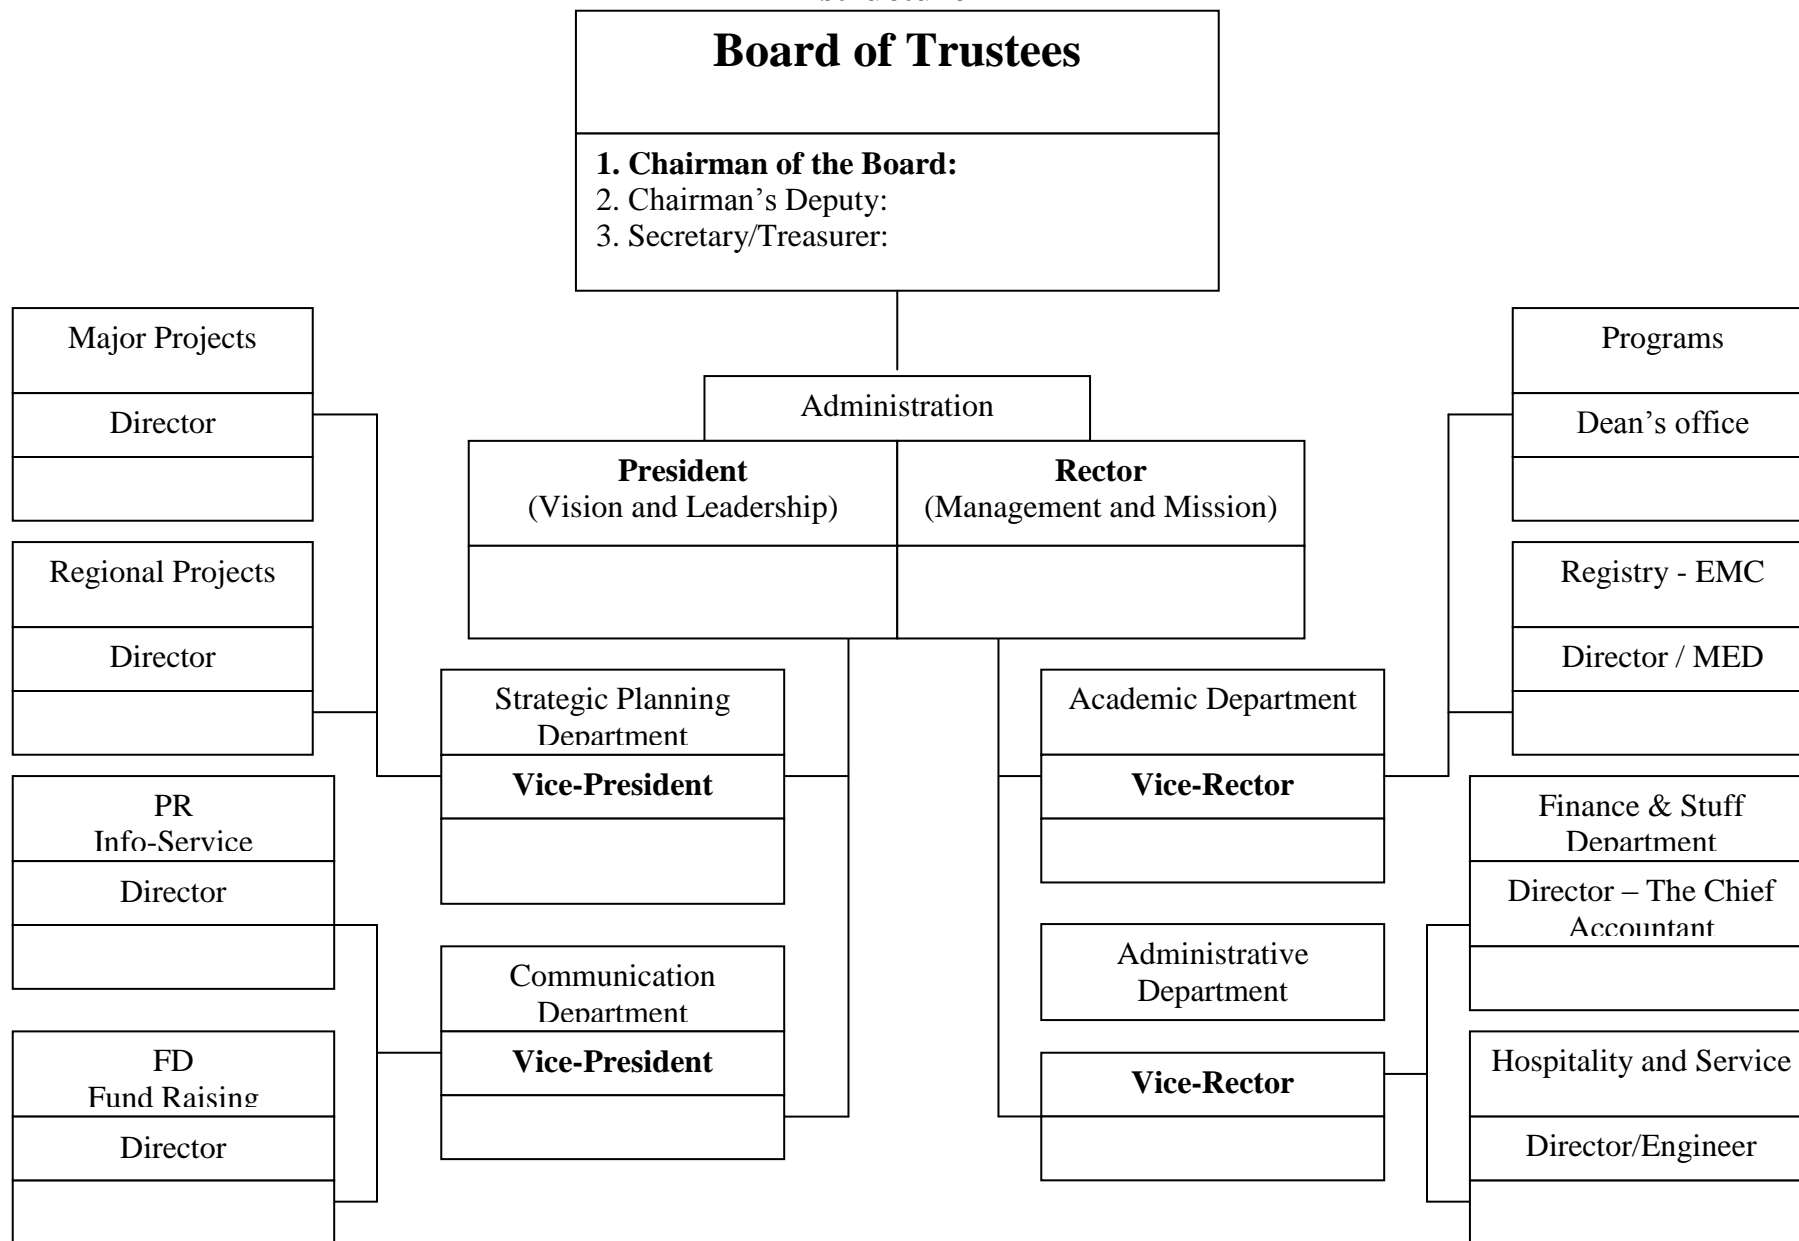 Board of Trustees
1. Chairman of the Board:
2. Chairman’s Deputy:
3. Secretary/Treasurer:
Major Projects
Director
Regional Projects
Director
PR
Info-Service
Director
FD
Fund Raising
Director
Administration
President
(Vision and Leadership)
Rector
(Management and Mission)
Strategic Planning
Department
Vice-President
Communication
Department
Vice-President
Academic Department
Vice-Rector
Administrative
Department
Vice-Rector
Programs
Dean’s office
Registry - EMC
Director / MED
Finance & Stuff
Department
Director – The Chief
Accountant
Hospitality and Service
Director/Engineer